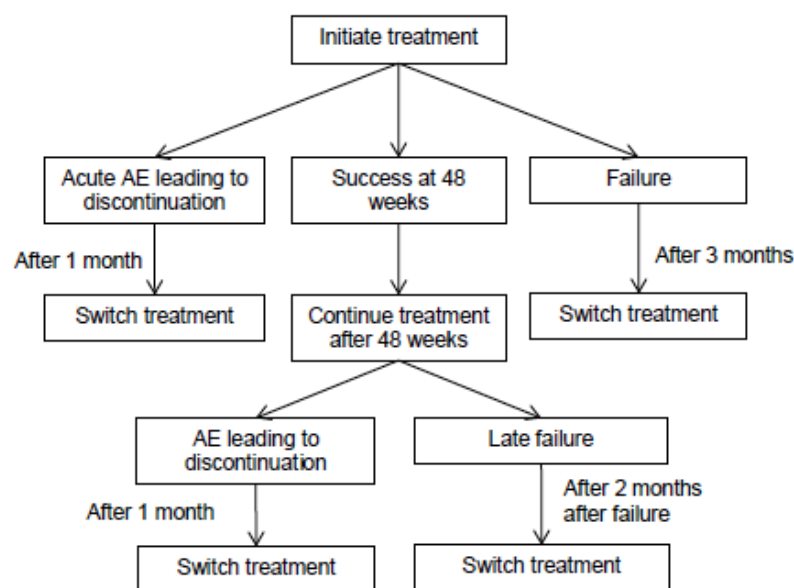 Initiate treatment
Acute AE leading to
discontinuation
Success at 48
weeks
Failure
After 1 month
After 3 months
Switch treatment
Continue treatment
after 48 weeks
Switch treatment
AE leading to
discontinuation
Late failure
After 1 month
After 2 months
after failure
Switch treatment
Switch treatment